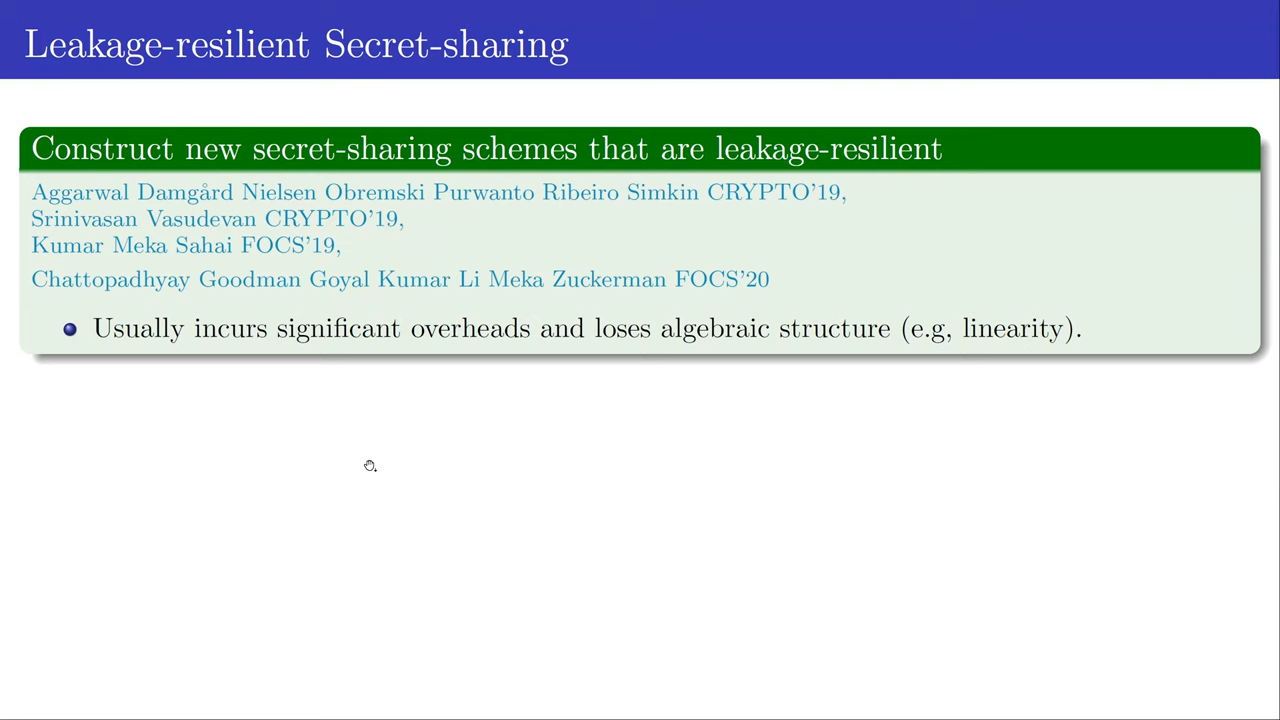 Leakage-resilient Secret-sharing
Construct new secret-sharing schemes that are leakage-resilient
Aggarwal Damgård Nielsen Obremski Purwanto Ribeiro Simkin CRYPTO'19,
Srinivasan Vasudevan CRYPTO'19,
Kumar Meka Sahai FOCS'19,
Chattopadhyay Goodman Goyal Kumar Li Meka Zuckerman FOCS'20
Usually incurs significant overheads and loses algebraic structure (e.g, linearity).